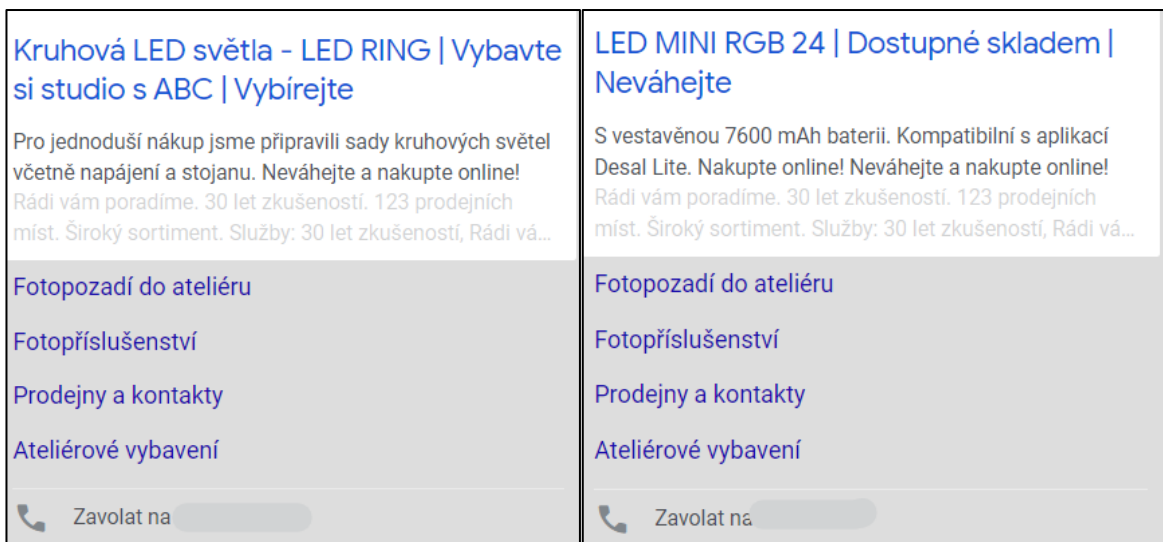 Kruhová LED světla - LED RING | Vybavte
si studio s ABC | Vybírejte
Pro jednoduší nákup jsme připravili sady kruhových světel
včetně napájení a stojanu. Neváhejte a nakupte online!
Rádi vám poradíme. 30 let zkušeností. 123 prodejních
míst. Široký sortiment. Služby: 30 let zkušeností, Rádi vá...
Fotopozadí do ateliéru
Fotopříslušenství
Prodejny a kontakty
Ateliérové vybavení
Zavolat na
LED MINI RGB 24 | Dostupné skladem |
Neváhejte
S vestavěnou 7600 mAh baterii. Kompatibilní s aplikací
Desal Lite. Nakupte online! Neváhejte a nakupte online!
Rádi vám poradíme. 30 let zkušeností. 123 prodejních
míst. Široký sortiment. Služby: 30 let zkušeností, Rádi vá...
Fotopozadí do ateliéru
Fotopříslušenství
Prodejny a kontakty
Ateliérové vybavení
Zavolat na